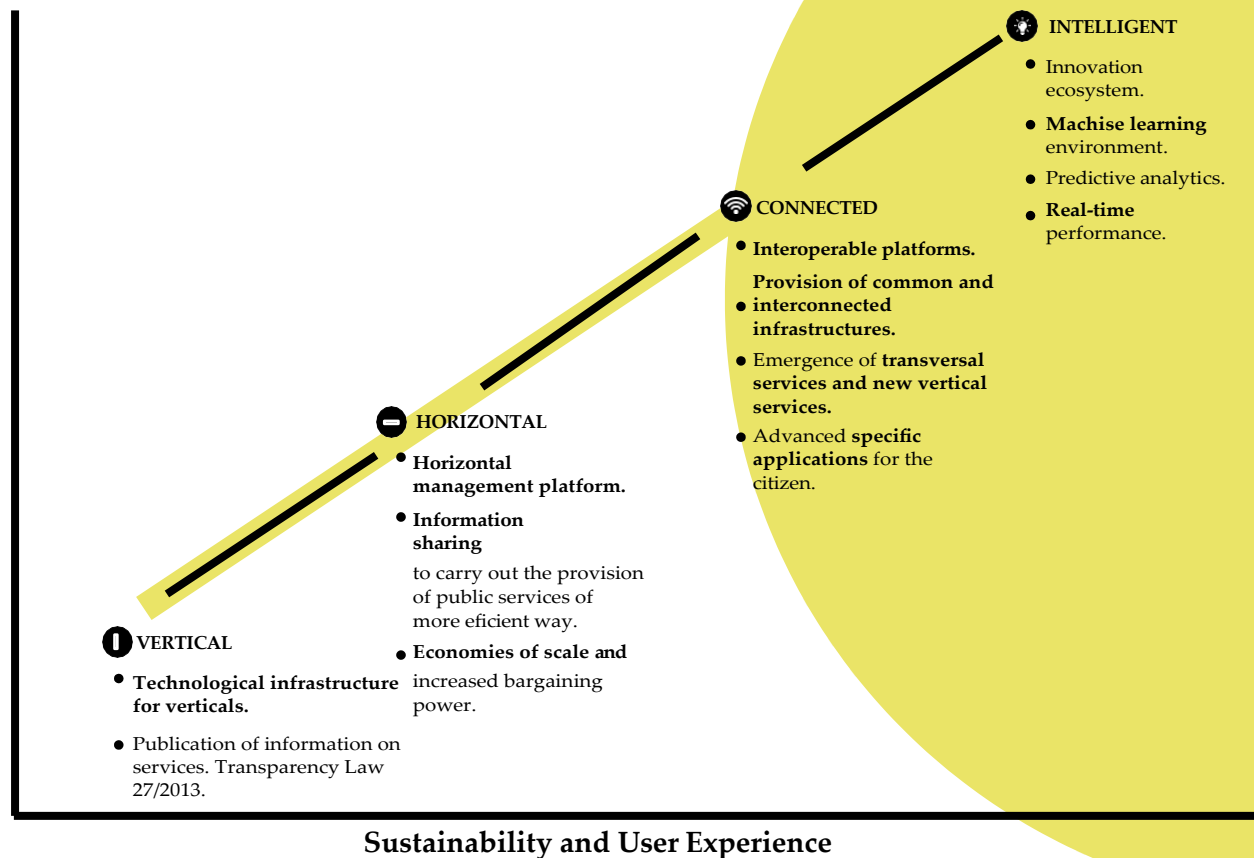 INTELLIGENT
Innovation
ecosystem.
Machise learning
environment.
Predictive analytics.
Real-time
performance.
CONNECTED
Interoperable platforms.
Provision of common and
interconnected
infrastructures.
Emergence of transversal
services and new vertical
services.
Advanced specific
applications for the
citizen.
HORIZONTAL
Horizontal
management platform.
Information
sharing
to carry out the provision
of public services of
more eficient way.
Economies of scale and
increased bargaining
power.
VERTICAL
Technological infrastructure
for verticals.
Publication of information on
services. Transparency Law
27/2013.
Sustainability and User Experience